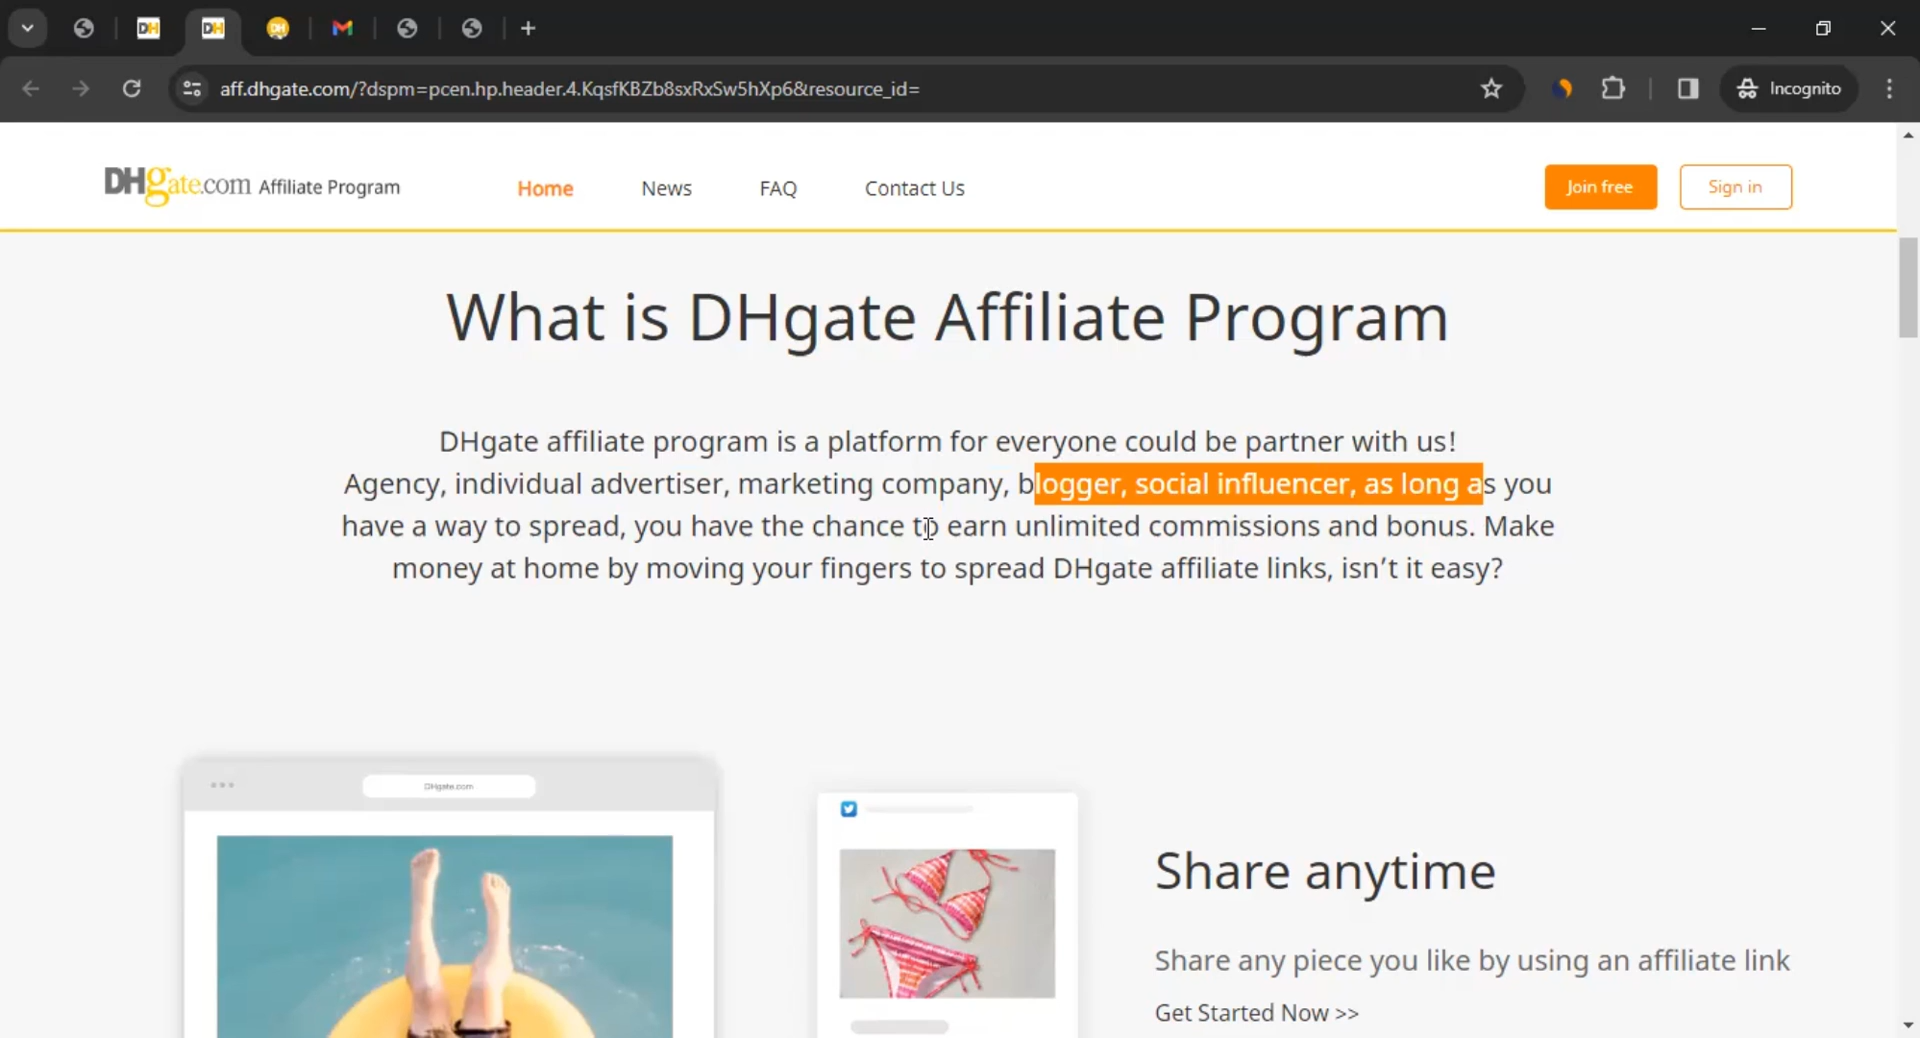 aff.dhgate.com/?dspm=pcen.hp.header.4.KqsfKBZb8sxRxSw5hXp6&resource_id=
Incognito
DHgate.com Affiliate Program
Home
News
FAQ
Contact Us
Join free
Sign in
What is DHgate Affiliate Program
DHgate affiliate program is a platform for everyone could be partner with us!
Agency, individual advertiser, marketing company, blogger, social influencer, as long as you
have a way to spread, you have the chance to earn unlimited commissions and bonus. Make
money at home by moving your fingers to spread DHgate affiliate links, isn’t it easy?
DHgate.com
Share anytime
Share any piece you like by using an affiliate link
Get Started Now >>